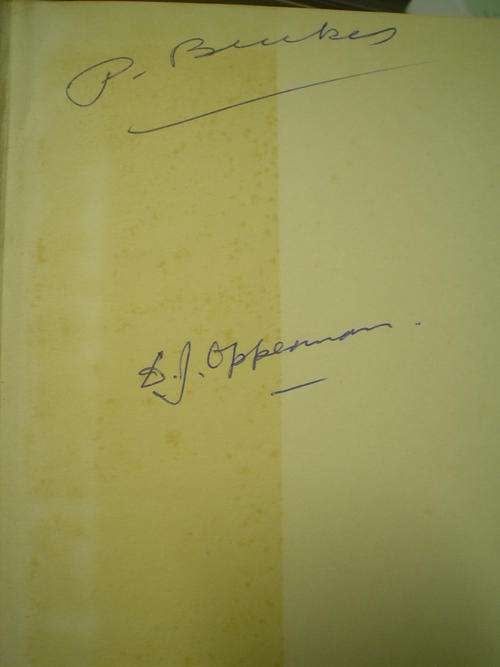 P. Beukes
D.J. Opperman.